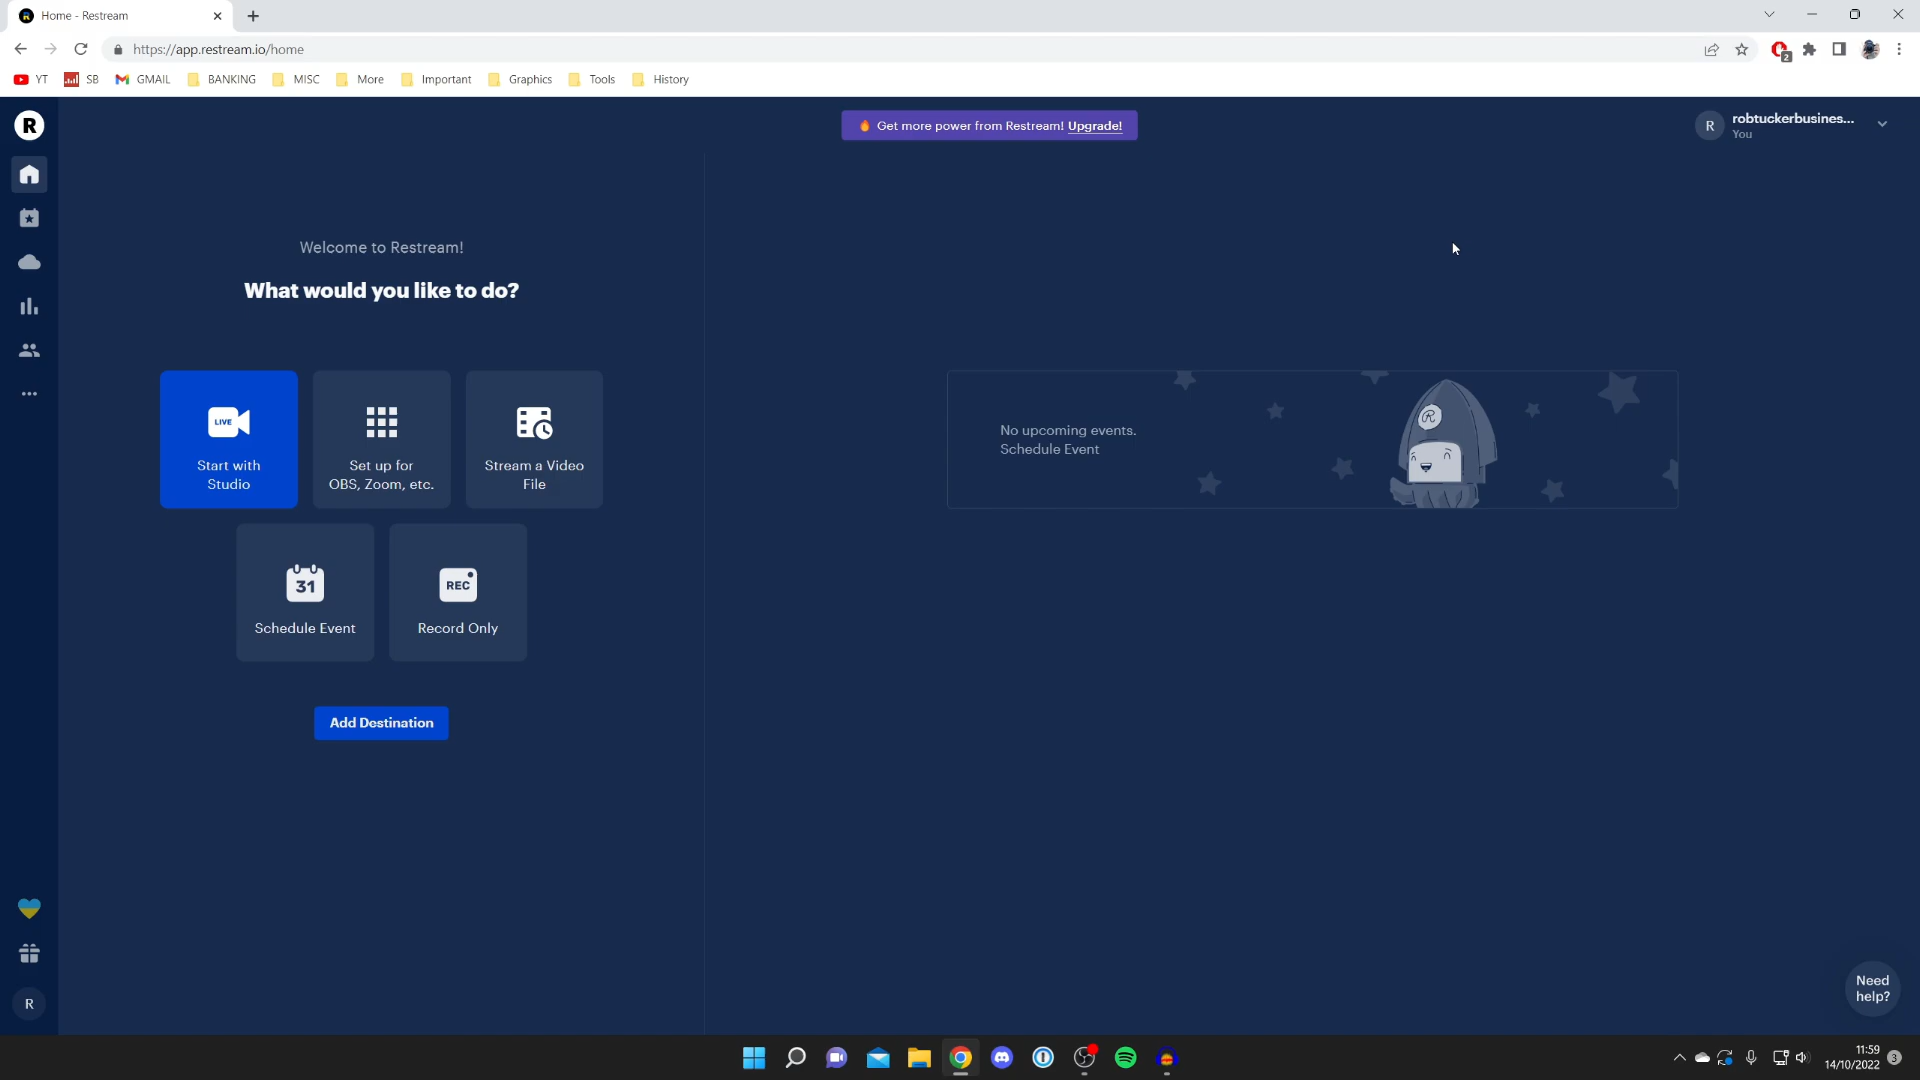 Home - Restream
https://app.restream.io/home
2
YT
SB
GMAIL
BANKING
MISC
More
Important
Graphics
Tools
History
R
🔥 Get more power from Restream! Upgrade!
R
robtuckerbusines...
You
Welcome to Restream!
What would you like to do?
LIVE
Start with
Studio
Set up for
OBS, Zoom, etc.
Stream a Video
File
31
Schedule Event
REC
Record Only
Add Destination
No upcoming events.
Schedule Event
R
R
Need
help?
11:59
14/10/2022
3